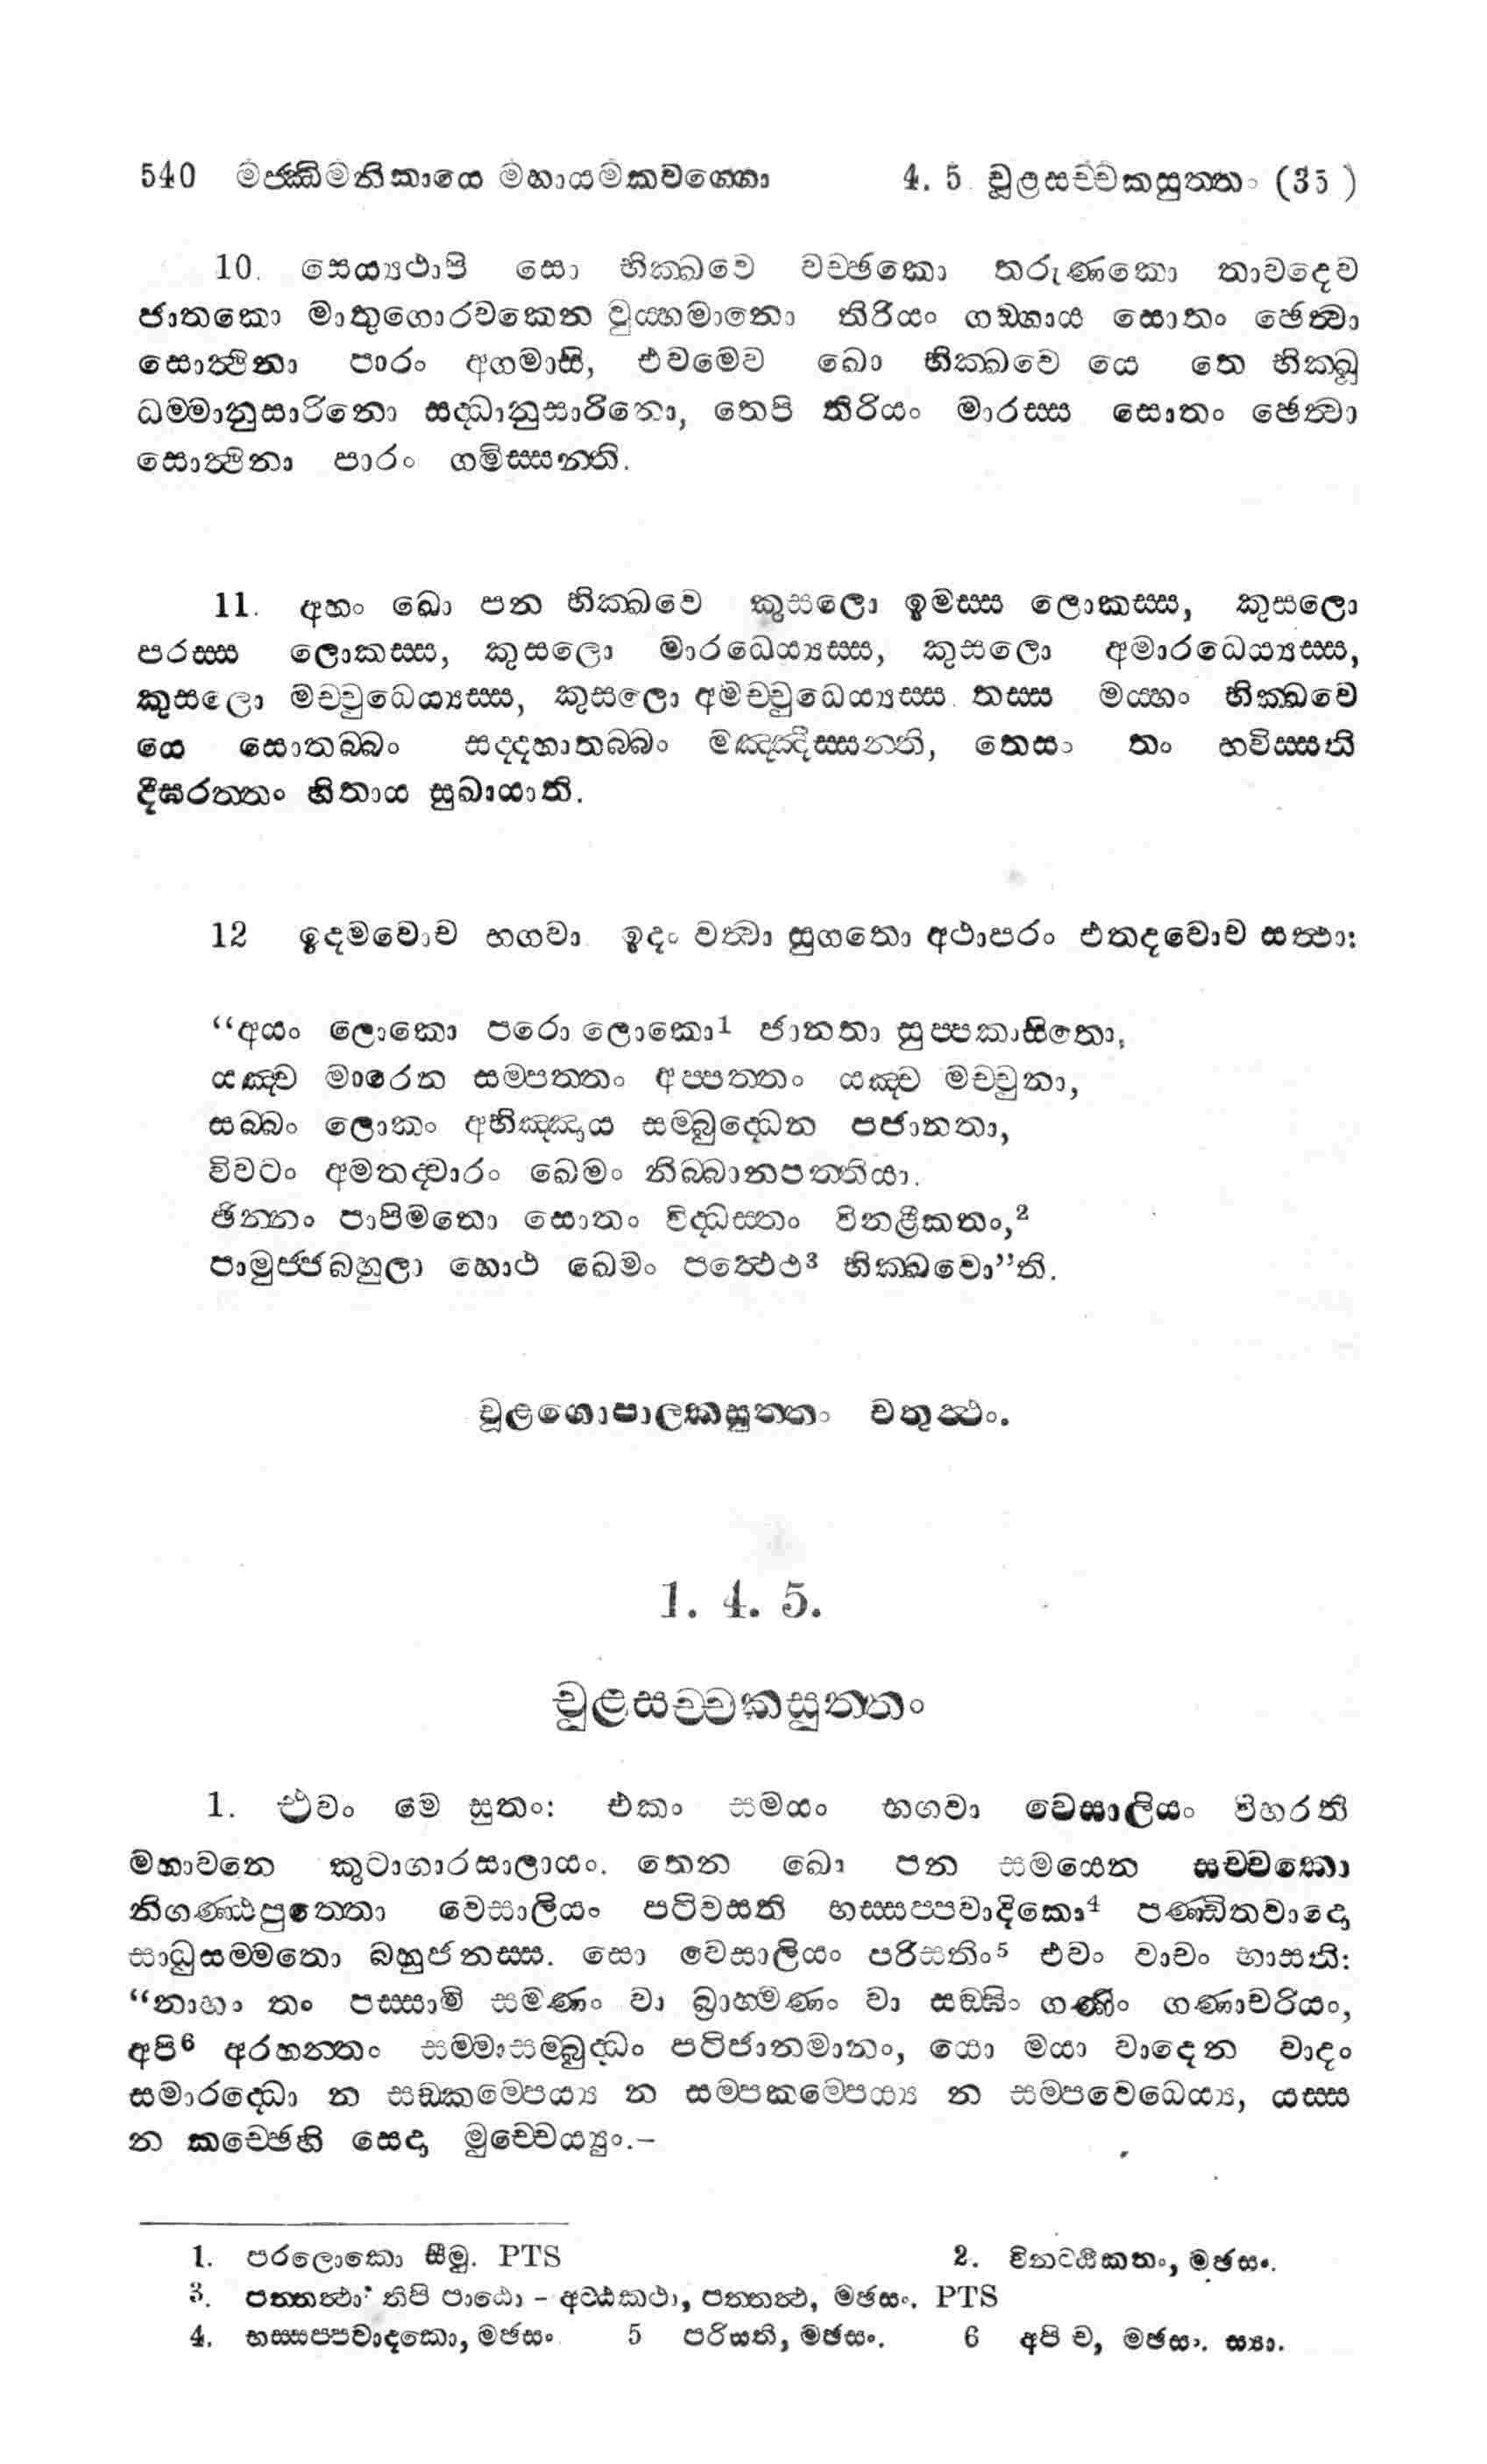 540 මජ්ඣිමනිකායෙ මහායමකවග්ගො 4. 5 චූළසච්චකසුත්තං (35)
10. සෙය්‍යථාපි සො භික්ඛවෙ වච්ඡකො තරුණකො තාවදෙව
ජාතකො මාතුගොරවකෙන වුය්හමානො තිරියං ගඞ්ගාය සොතං ඡෙත්වා
සොත්ථිනා පාරං අගමාසි, එවමෙව ඛො භික්ඛවෙ යෙ තෙ භික්ඛූ
ධම්මානුසාරිනො සද්ධානුසාරිනො, තෙපි තිරියං මාරස්ස සොතං ඡෙත්වා
සොත්ථිනා පාරං ගමිස්සන්ති.
11. අහං ඛො පන භික්ඛවෙ කුසලො ඉමස්ස ලොකස්ස, කුසලො
පරස්ස ලොකස්ස, කුසලො මාරධෙය්‍යස්ස, කුසලො අමාරධෙය්‍යස්ස,
කුසලො මච්චුධෙය්‍යස්ස, කුසලො අමච්චුධෙය්‍යස්ස. තස්ස මය්හං භික්ඛවෙ
යෙ සොතබ්බං සද්දහාතබ්බං මඤ්ඤිස්සන්ති, තෙසං තං භවිස්සති
දීඝරත්තං හිතාය සුඛායාති.
12 ඉදමවොච භගවා ඉදං වත්වා සුගතො අථාපරං එතදවොච සත්ථා:
“අයං ලොකො පරො ලොකො1 ජානතා සුප්පකාසිතො,
යඤ්ච මාරෙන සම්පත්තං අප්පත්තං යඤ්ච මච්චුනා,
සබ්බං ලොකං අභිඤ්ඤාය සම්බුද්ධෙන පජානතා,
විවටං අමතද්වාරං ඛෙමං නිබ්බානපත්තියා.
ඡින්නං පාපිමතො සොතං විද්ධස්තං විනළීකතං,2
පාමුජ්ජබහුලා හොථ ඛෙමං පත්ථෙථ3 භික්ඛවො”ති.
චූළගොපාලකසුත්තං චතුත්ථං.
1. 4. 5.
චූළසච්චකසුත්තං
1. එවං මෙ සුතං: එකං සමයං භගවා වෙසාලියං විහරති
මහාවනෙ කූටාගාරසාලායං. තෙන ඛො පන සමයෙන සච්චකො
නිගණ්ඨපුත්තො වෙසාලියං පටිවසති භස්සප්පවාදිකො4 පණ්ඩිතවාදො
සාධුසම්මතො බහුජනස්ස. සො වෙසාලියං පරිසතිං5 එවං වාචං භාසති:
“නාහං තං පස්සාමි සමණං වා බ්‍රාහ්මණං වා සඞ්ඝිං ගණිං ගණාචරියං,
අපි6 අරහන්තං සම්මාසම්බුද්ධං පටිජානමානං, යො මයා වාදෙන වාදං
සමාරද්ධො න සඞ්කම්පෙය්‍ය න සම්පකම්පෙය්‍ය න සම්පවෙධෙය්‍ය, යස්ස
න කච්ඡෙහි සෙදා මුච්චෙය්‍යුං.–
1. පරලොකො සීමු. PTS 2. විනටීකතං, මඡසං.
3. පත්තත්ථා' තිපි පාඨො – අට්ඨකථා, පත්තත්ථ, මඡසං. PTS
4. භස්සප්පවාදකො, මඡසං. 5 පරිසති, මඡසං. 6 අපි ච, මඡසං. ස්‍යා.